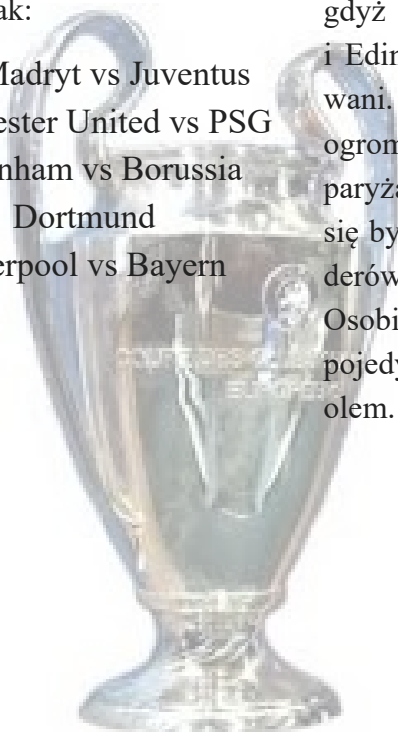 ak:
Madryt vs Juventus
ester United vs PSG
nham vs Borussia
Dortmund
erpool vs Bayern
gdyż
i Edin
wani.
ogrom
paryża
się by
derów
Osobi
pojedy
olem.